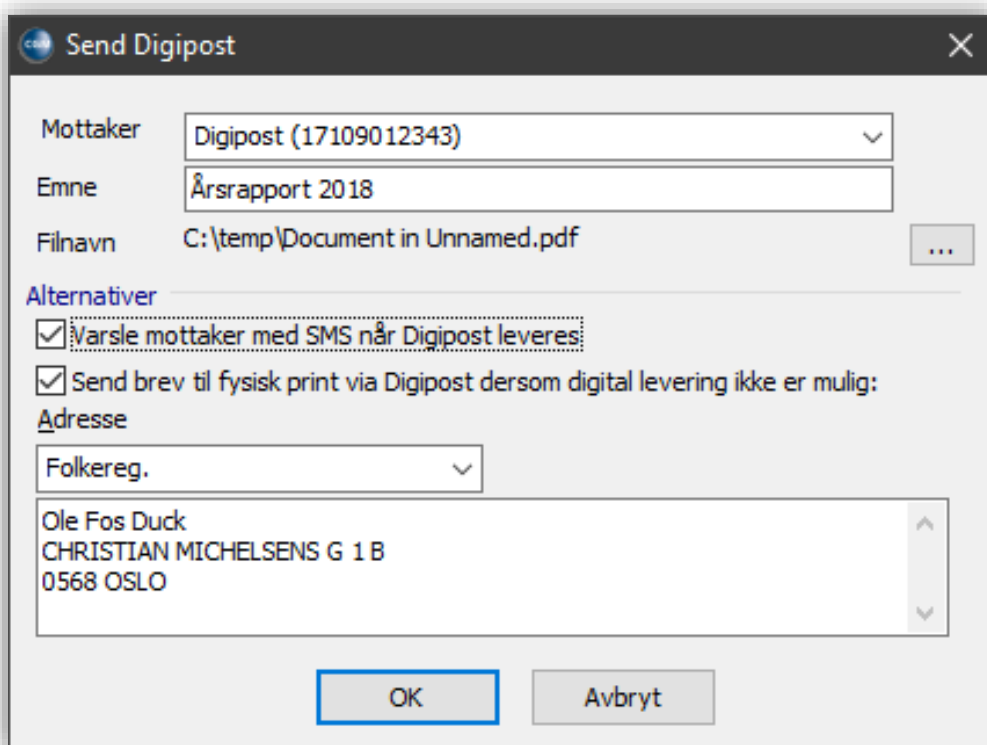 Send Digipost
Mottaker Digipost (17109012343)
Emne Årsrapport 2018
Filnavn C:\temp\Document in Unnamed.pdf ...
Alternativer
Varsle mottaker med SMS når Digipost leveres
Send brev til fysisk print via Digipost dersom digital levering ikke er mulig:
Adresse
Folkereg.
Ole Fos Duck
CHRISTIAN MICHELSENS G 1 B
0568 OSLO
OK Avbryt